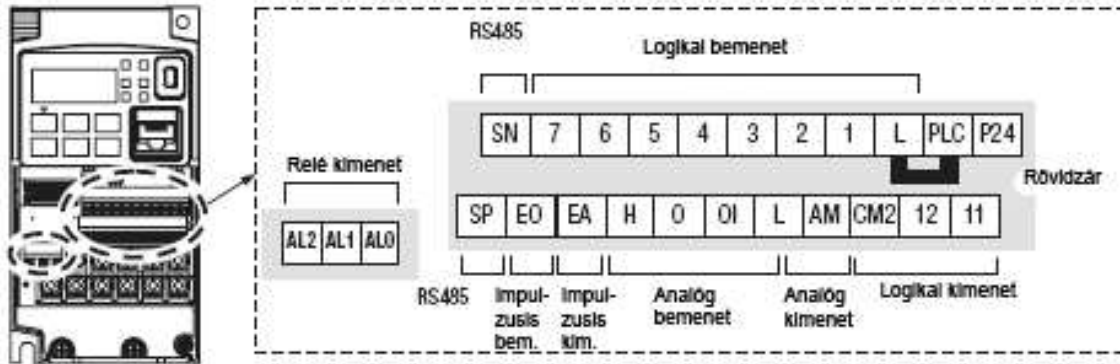 RS485
Logikai bemenet
SN 7 6 5 4 3 2 1 L PLC P24
Relé kimenet
Rövidzár
SP EO EA H O OI L AM CM2 12 11
AL2 AL1 AL0
RS485
Impul-
zusis
bem.
Impul-
zusis
kim.
Analóg
bemenet
Analóg
kimenet
Logikai kimenet